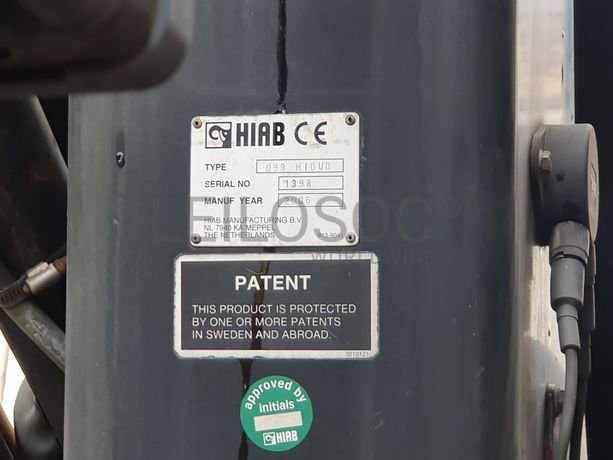 HIAB CE
TYPE 099 HIDUO
SERIAL NO 1398
MANUF YEAR 2006
HIAB MANUFACTURING B.V.
NL-7940 KA MEPPEL
THE NETHERLANDS
EILOSOC®
WORLDWIDE
PATENT
THIS PRODUCT IS PROTECTED
BY ONE OR MORE PATENTS
IN SWEDEN AND ABROAD.
3010121
approved by
initials
HIAB